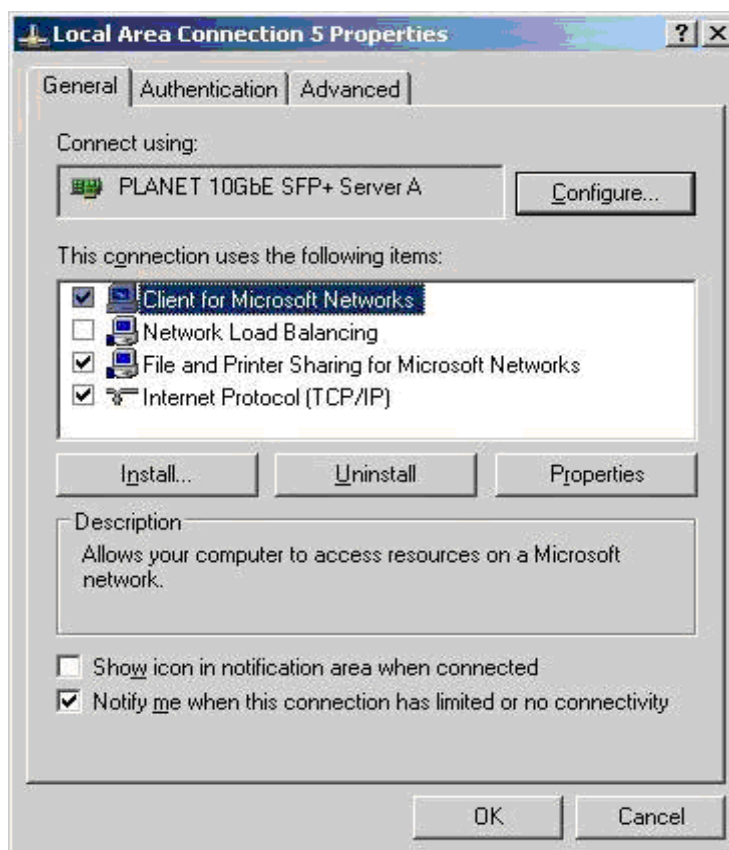 Local Area Connection 5 Properties
General Authentication Advanced
Connect using:
PLANET 10GbE SFP+ Server A
Configure...
This connection uses the following items:
Client for Microsoft Networks
Network Load Balancing
File and Printer Sharing for Microsoft Networks
Internet Protocol (TCP/IP)
Install... Uninstall Properties
Description
Allows your computer to access resources on a Microsoft
network.
Show icon in notification area when connected
Notify me when this connection has limited or no connectivity
OK Cancel